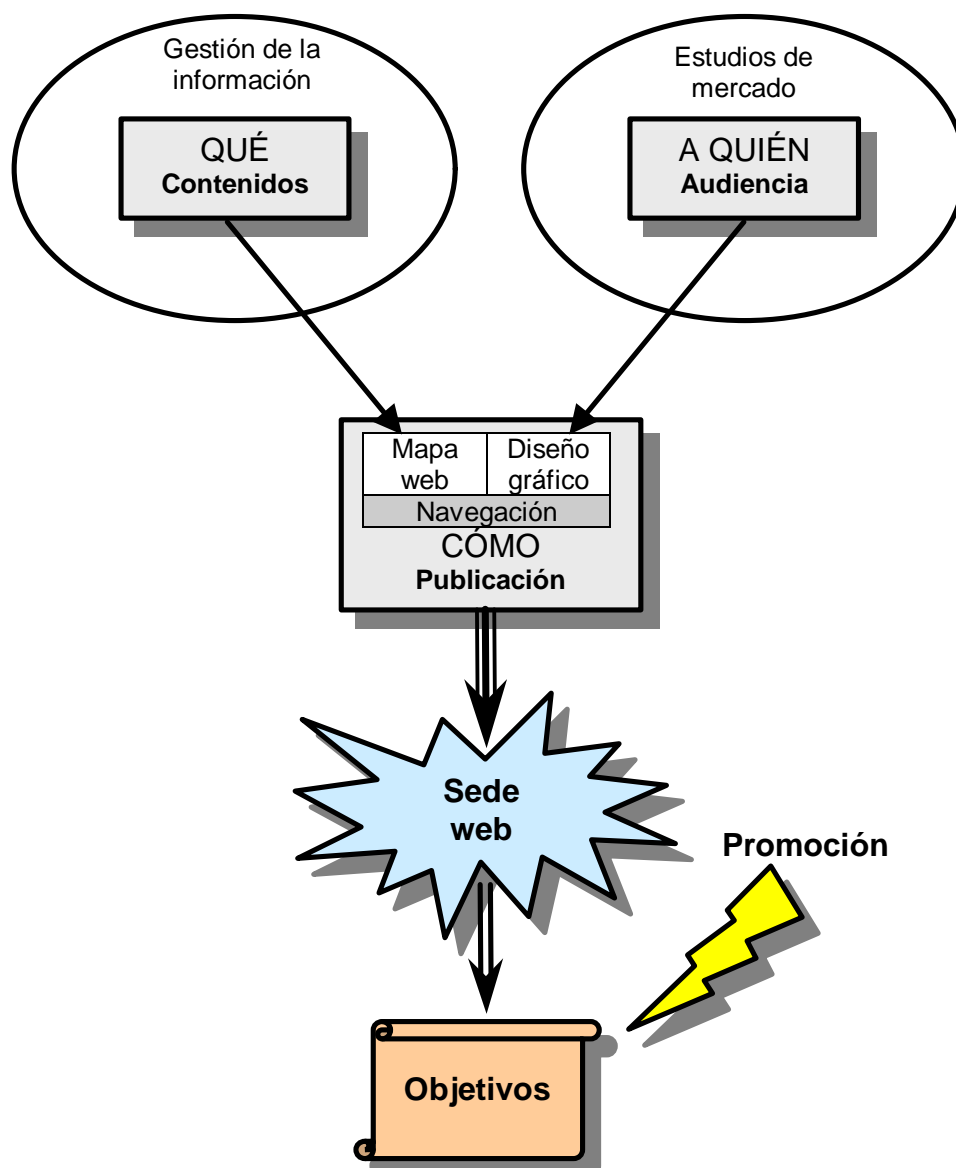 Gestión de la
información
QUÉ
Contenidos
Estudios de
mercado
A QUIÉN
Audiencia
Mapa
web
Diseño
gráfico
Navegación
CÓMO
Publicación
Sede
web
Promoción
Objetivos